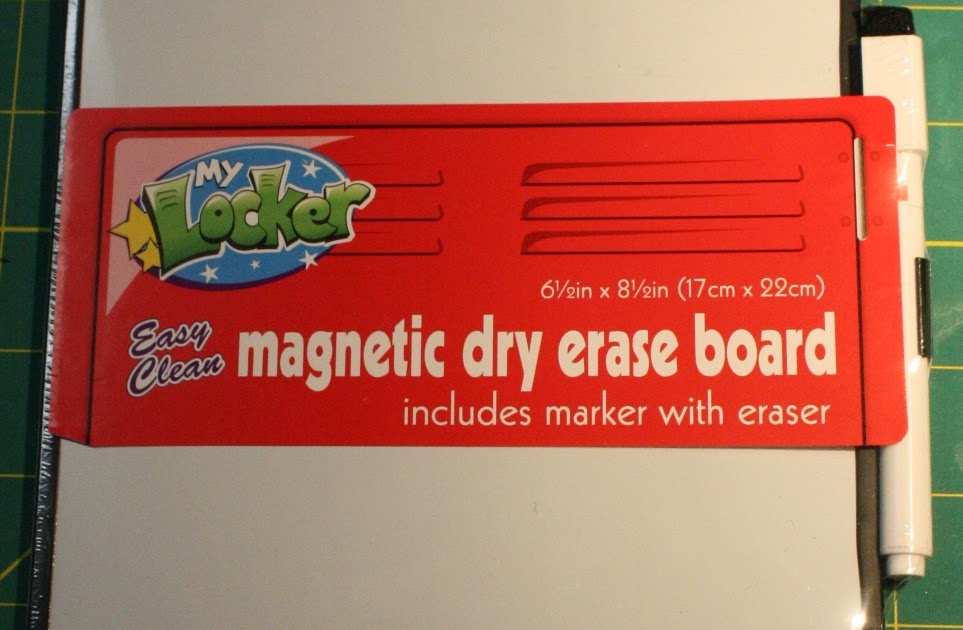 My
Locker
6½in x 8½in (17cm x 22cm)
Easy
Clean
magnetic dry erase board
includes marker with eraser